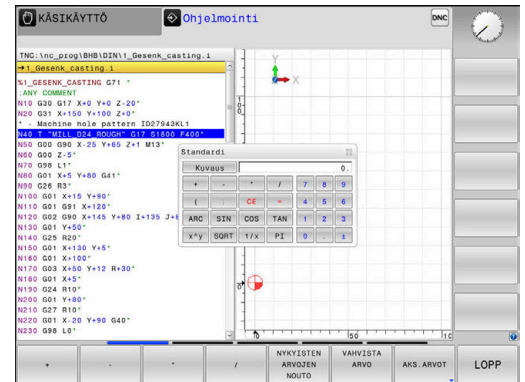 KÄSIKÄYTTÖ
Ohjelmointi
DNC
TNC:\nc_prog\BHB\DIN\1_Gesenk_casting.i
→1_Gesenk_casting.i
%1_GESENK_CASTING G71 *
;ANY COMMENT
N10 G30 G17 X+0 Y+0 Z-20*
N20 G31 X+150 Y+100 Z+0*
* - Machine hole pattern ID27943KL1
N40 T "MILL_D24_ROUGH" G17 S1800 F400*
N50 G00 G90 X-25 Y+65 Z+1 M13*
N60 G00 Z-5*
N70 G98 L1*
N80 G01 X+5 Y+80 G41*
N90 G26 R3*
N100 G01 X+15 Y+90*
N110 G01 G91 X+120*
N120 G02 G90 X+145 Y+80 I+135 J+
N130 G01 Y+50*
N140 G25 R20*
N150 G01 X+130 Y+5*
N160 G01 X+100*
N170 G03 X+50 Y+12 R+30*
N180 G01 X+5*
N190 G24 R10*
N200 G01 Y+80*
N210 G27 R10*
N220 G01 X-20 Y+90 G40*
N230 G98 L0*
Y
X
100
0
0
50
Standardi
Kuvaus
0.
+ - * / 7 8 9
( ) CE = 4 5 6
ARC SIN COS TAN 1 2 3
x^y SQRT 1/x PI 0 . ±
+
-
*
/
NYKYISTEN
ARVOJEN
NOUTO
VAHVISTA
ARVO
AKS.ARVOT
LOPP